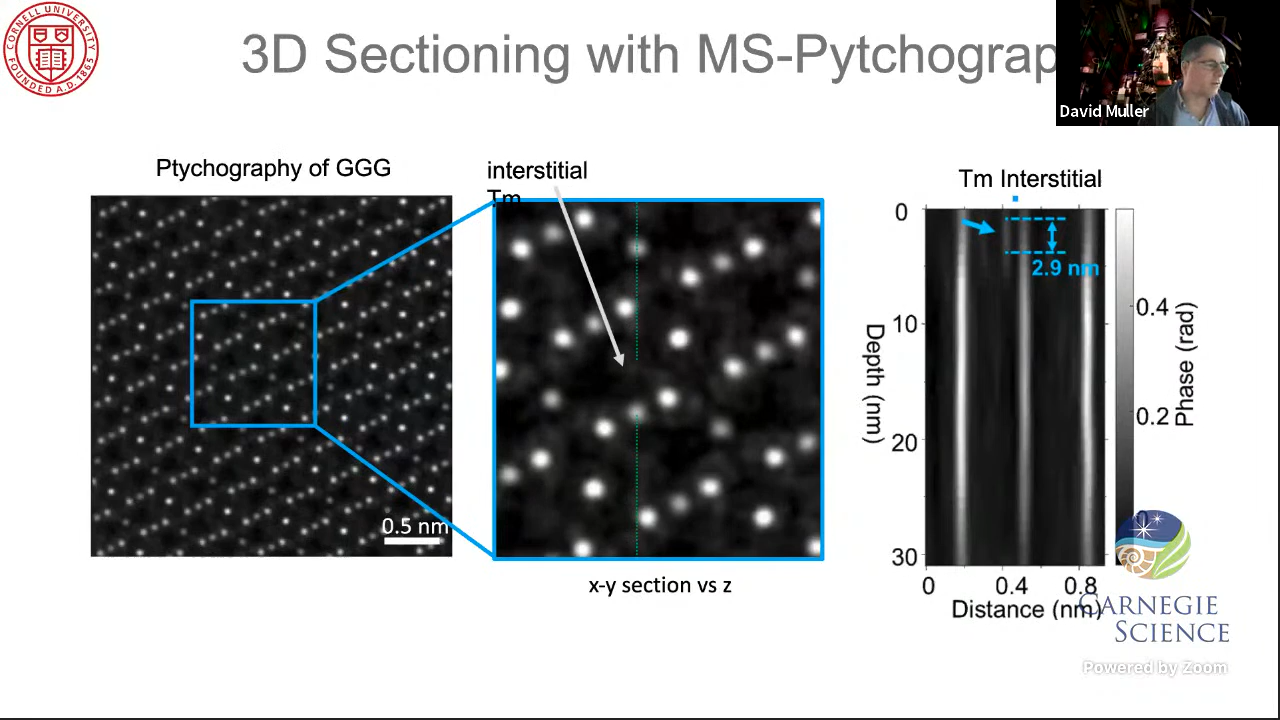 CORNELL UNIVERSITY
FOUNDED A.D. 1865
3D Sectioning with MS-Pytchograp
David Muller
Ptychography of GGG
interstitial
Tm
Tm Interstitial
0.5 nm
x-y section vs z
0
10
20
30
Depth (nm)
2.9 nm
0 0.4 0.8
Distance (nm)
0.4
0.2
0
Phase (rad)
CARNEGIE
SCIENCE
Powered by Zoom